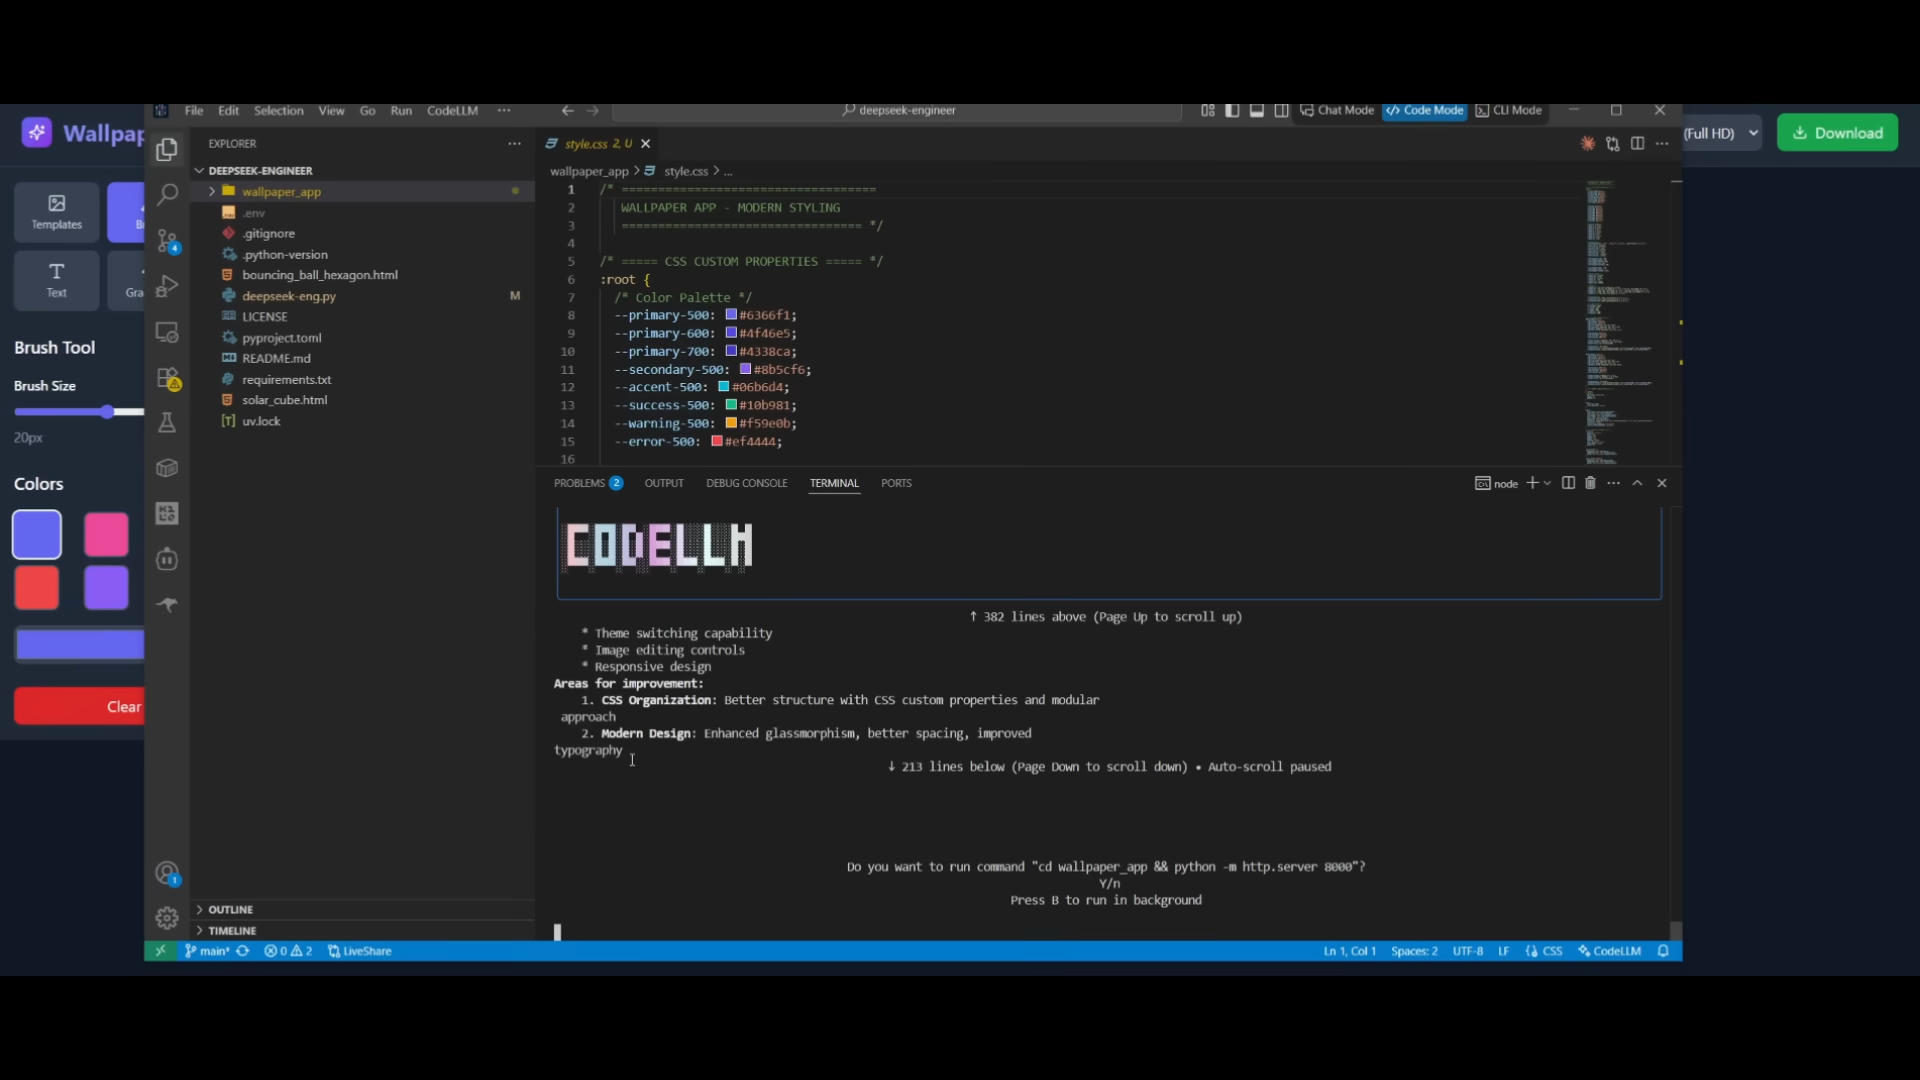 Wallpap
Templates
B
Text
Gra
Brush Tool
Brush Size
20px
Colors
Clear
File Edit Selection View Go Run CodeLLM ···
deepseek-engineer
Chat Mode
Code Mode
CLI Mode
(Full HD)
Download
EXPLORER
DEEPSEEK-ENGINEER
wallpaper_app
.env
.gitignore
.python-version
bouncing_ball_hexagon.html
deepseek-eng.py M
LICENSE
pyproject.toml
README.md
requirements.txt
solar_cube.html
uv.lock
OUTLINE
TIMELINE
4
1
style.css 2, U
wallpaper_app > style.css > ...
1 /* ==================================
2 WALLPAPER APP - MODERN STYLING
3 ================================== */
4
5 /* ===== CSS CUSTOM PROPERTIES ===== */
6 :root {
7 /* Color Palette */
8 --primary-500: #6366f1;
9 --primary-600: #4f46e5;
10 --primary-700: #4338ca;
11 --secondary-500: #8b5cf6;
12 --accent-500: #06b6d4;
13 --success-500: #10b981;
14 --warning-500: #f59e0b;
15 --error-500: #ef4444;
16
PROBLEMS 2 OUTPUT DEBUG CONSOLE TERMINAL PORTS
node
CODELLM
↑ 382 lines above (Page Up to scroll up)
* Theme switching capability
* Image editing controls
* Responsive design
Areas for improvement:
1. CSS Organization: Better structure with CSS custom properties and modular
approach
2. Modern Design: Enhanced glassmorphism, better spacing, improved
typography
↓ 213 lines below (Page Down to scroll down) • Auto-scroll paused
Do you want to run command "cd wallpaper_app && python -m http.server 8000"?
Y/n
Press B to run in background
main* 0 2 LiveShare
Ln 1, Col 1 Spaces: 2 UTF-8 LF {} CSS CodeLLM